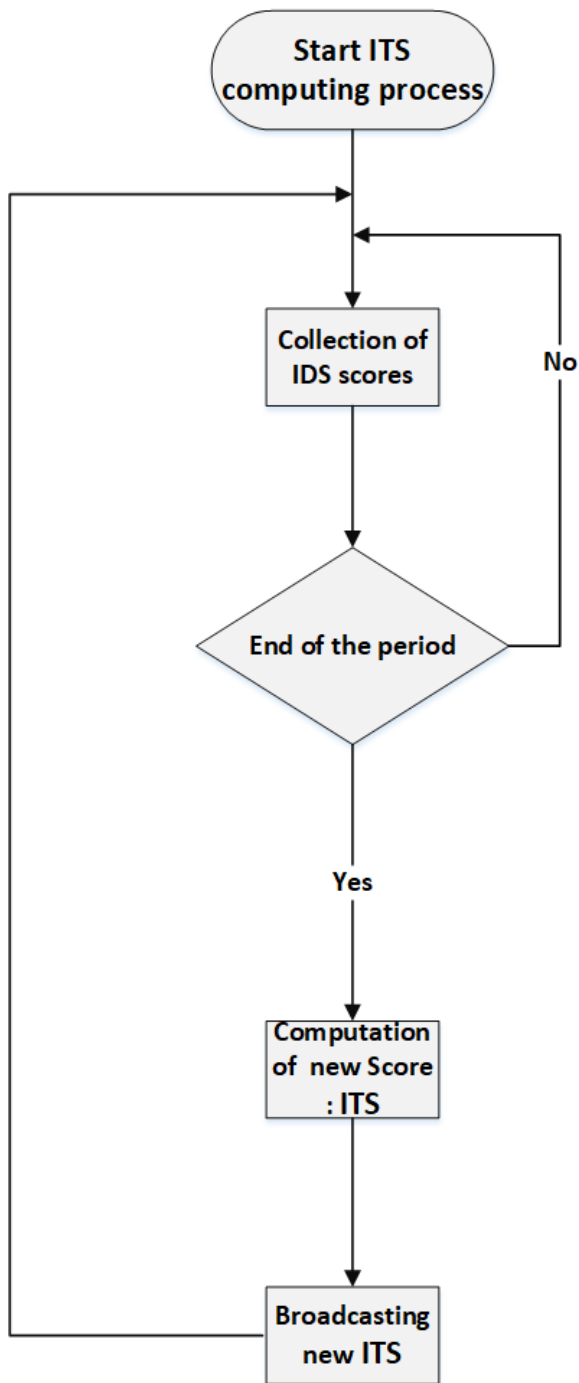 Start ITS
computing process
Collection of
IDS scores
No
End of the period
Yes
Computation
of new Score
: ITS
Broadcasting
new ITS